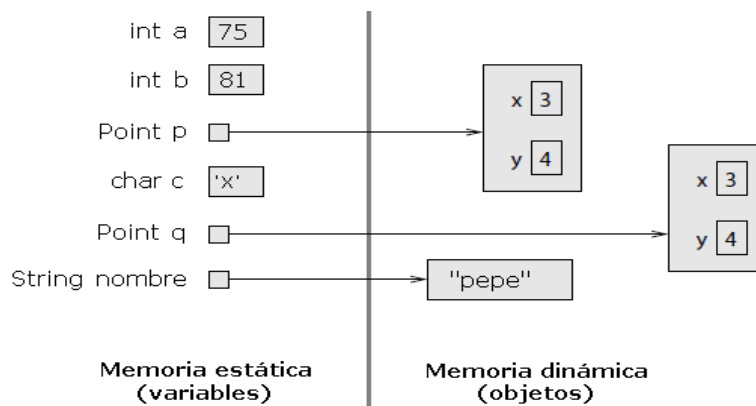 int a 75
int b 81
Point p
x 3
y 4
char c 'x'
Point q
x 3
y 4
String nombre "pepe"
Memoria estática
(variables)
Memoria dinámica
(objetos)